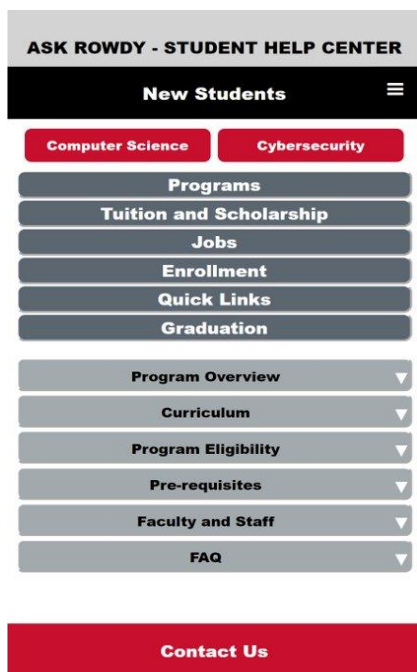 ASK ROWDY - STUDENT HELP CENTER
New Students
Computer Science
Cybersecurity
Programs
Tuition and Scholarship
Jobs
Enrollment
Quick Links
Graduation
Program Overview
Curriculum
Program Eligibility
Pre-requisites
Faculty and Staff
FAQ
Contact Us